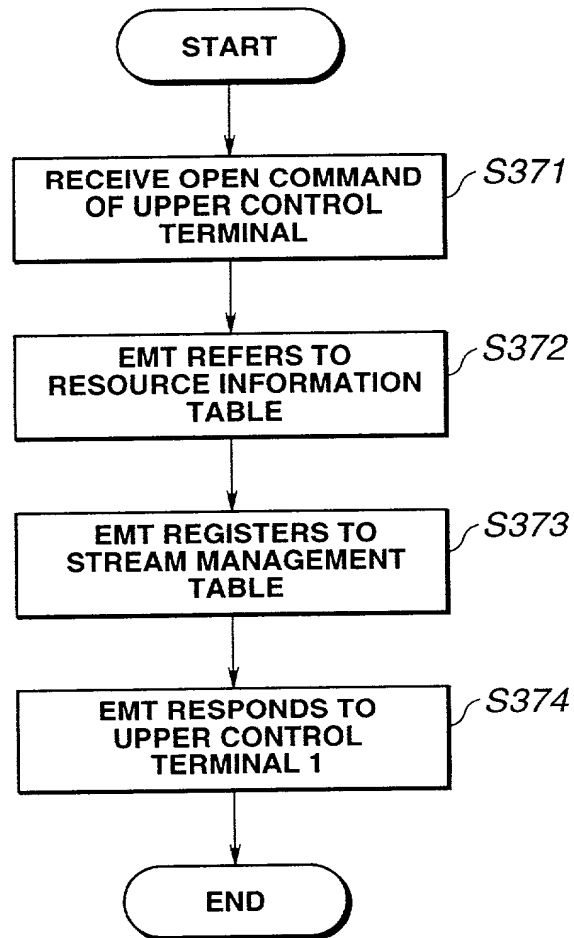 START
RECEIVE OPEN COMMAND
OF UPPER CONTROL
TERMINAL
S371
EMT REFERS TO
RESOURCE INFORMATION
TABLE
S372
EMT REGISTERS TO
STREAM MANAGEMENT
TABLE
S373
EMT RESPONDS TO
UPPER CONTROL
TERMINAL 1
S374
END